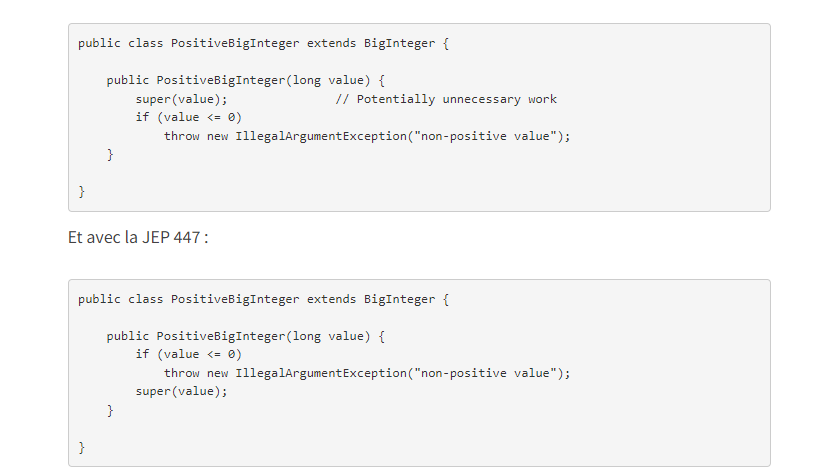 public class PositiveBigInteger extends BigInteger {
public PositiveBigInteger(long value) {
super(value);               // Potentially unnecessary work
if (value <= 0)
throw new IllegalArgumentException("non-positive value");
}
}
Et avec la JEP 447 :
public class PositiveBigInteger extends BigInteger {
public PositiveBigInteger(long value) {
if (value <= 0)
throw new IllegalArgumentException("non-positive value");
super(value);
}
}